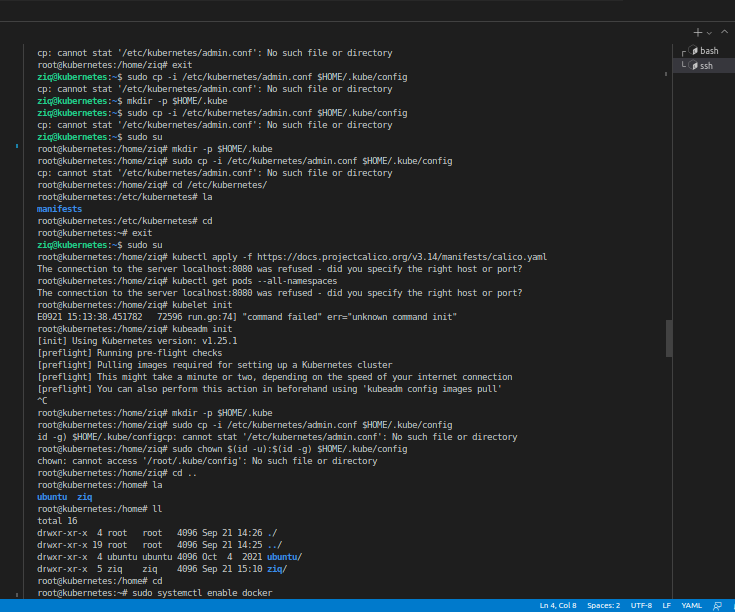 bash
ssh
cp: cannot stat '/etc/kubernetes/admin.conf': No such file or directory
root@kubernetes:/home/ziq# exit
ziq@kubernetes:~$ sudo cp -i /etc/kubernetes/admin.conf $HOME/.kube/config
cp: cannot stat '/etc/kubernetes/admin.conf': No such file or directory
ziq@kubernetes:~$ mkdir -p $HOME/.kube
ziq@kubernetes:~$ sudo cp -i /etc/kubernetes/admin.conf $HOME/.kube/config
cp: cannot stat '/etc/kubernetes/admin.conf': No such file or directory
ziq@kubernetes:~$ sudo su
root@kubernetes:/home/ziq# mkdir -p $HOME/.kube
root@kubernetes:/home/ziq# sudo cp -i /etc/kubernetes/admin.conf $HOME/.kube/config
cp: cannot stat '/etc/kubernetes/admin.conf': No such file or directory
root@kubernetes:/home/ziq# cd /etc/kubernetes/
root@kubernetes:/etc/kubernetes# la
manifests
root@kubernetes:/etc/kubernetes# cd
root@kubernetes:~# exit
ziq@kubernetes:~$ sudo su
root@kubernetes:/home/ziq# kubectl apply -f https://docs.projectcalico.org/v3.14/manifests/calico.yaml
The connection to the server localhost:8080 was refused - did you specify the right host or port?
root@kubernetes:/home/ziq# kubectl get pods --all-namespaces
The connection to the server localhost:8080 was refused - did you specify the right host or port?
root@kubernetes:/home/ziq# kubelet init
E0921 15:13:38.451782   72596 run.go:74] "command failed" err="unknown command init"
root@kubernetes:/home/ziq# kubeadm init
[init] Using Kubernetes version: v1.25.1
[preflight] Running pre-flight checks
[preflight] Pulling images required for setting up a Kubernetes cluster
[preflight] This might take a minute or two, depending on the speed of your internet connection
[preflight] You can also perform this action in beforehand using 'kubeadm config images pull'
^C
root@kubernetes:/home/ziq# mkdir -p $HOME/.kube
root@kubernetes:/home/ziq# sudo cp -i /etc/kubernetes/admin.conf $HOME/.kube/config
id -g) $HOME/.kube/configcp: cannot stat '/etc/kubernetes/admin.conf': No such file or directory
root@kubernetes:/home/ziq# sudo chown $(id -u):$(id -g) $HOME/.kube/config
chown: cannot access '/root/.kube/config': No such file or directory
root@kubernetes:/home/ziq# cd ..
root@kubernetes:/home# la
ubuntu  ziq
root@kubernetes:/home# ll
total 16
drwxr-xr-x  4 root   root   4096 Sep 21 14:26 ./
drwxr-xr-x 19 root   root   4096 Sep 21 14:25 ../
drwxr-xr-x  4 ubuntu ubuntu 4096 Oct  4  2021 ubuntu/
drwxr-xr-x  5 ziq    ziq    4096 Sep 21 15:10 ziq/
root@kubernetes:/home# cd
root@kubernetes:~# sudo systemctl enable docker
Ln 4, Col 8  Spaces: 2  UTF-8  LF  YAML